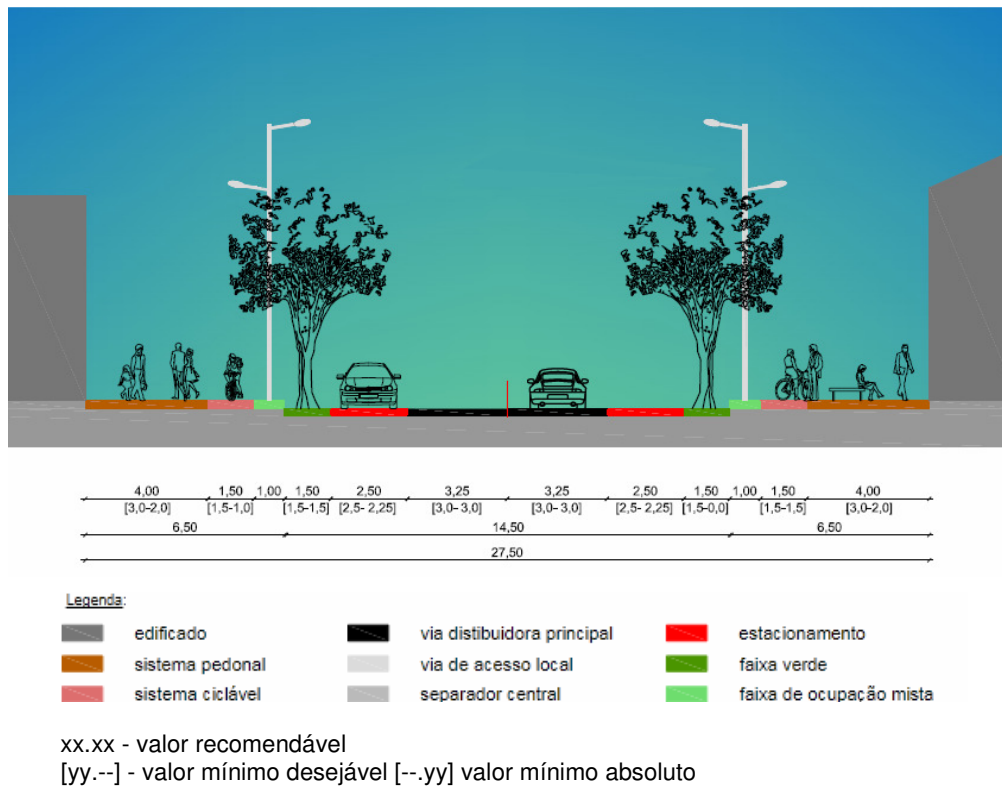 4,00 1,50 1,00 1,50 2,50 3,25 3,25 2,50 1,50 1,00 1,50 4,00
[3,0-2,0] [1,5-1,0] [1,5-1,5] [2,5- 2,25] [3,0- 3,0] [3,0- 3,0] [2,5- 2,25] [1,5-0,0] [1,5-1,5] [3,0-2,0]
6,50 14,50 6,50
27,50
Legenda:
edificado via distibuidora principal estacionamento
sistema pedonal via de acesso local faixa verde
sistema ciclável separador central faixa de ocupação mista
xx.xx - valor recomendável
[yy.--] - valor mínimo desejável [--.yy] valor mínimo absoluto